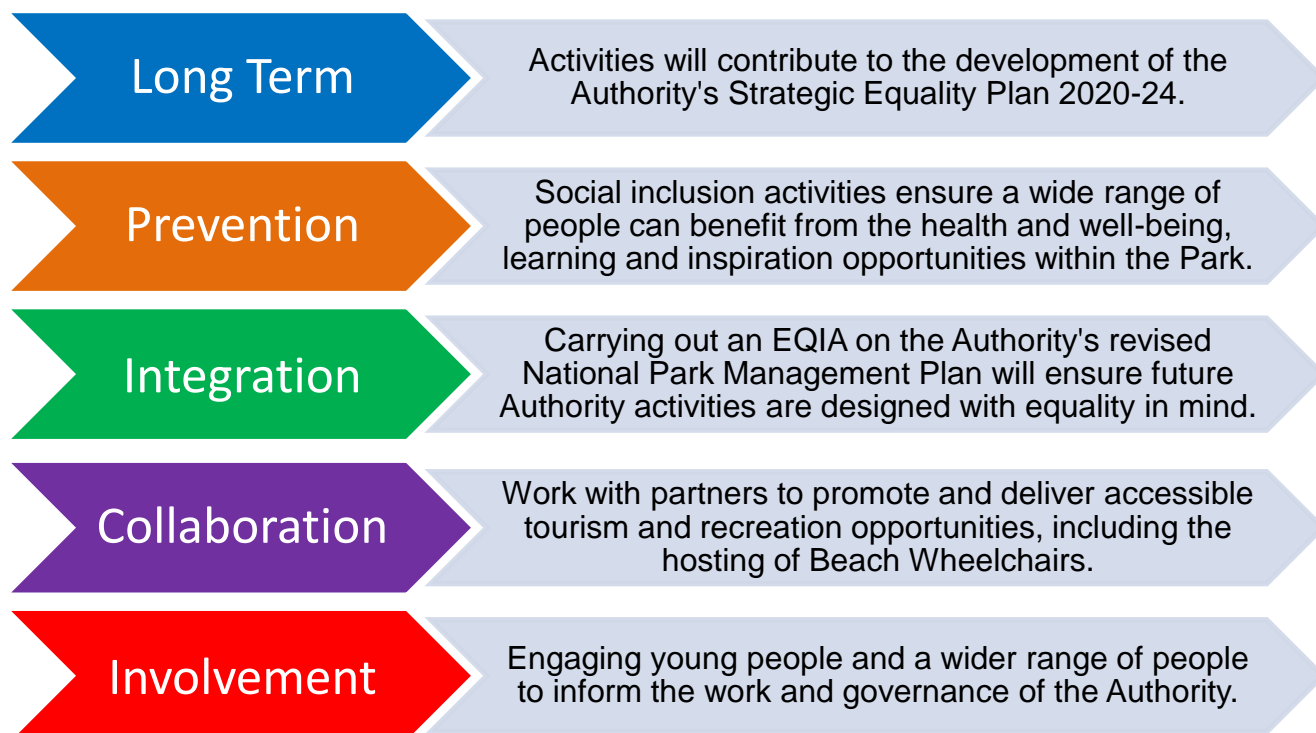 Long Term
Activities will contribute to the development of the
Authority's Strategic Equality Plan 2020-24.
Prevention
Social inclusion activities ensure a wide range of
people can benefit from the health and well-being,
learning and inspiration opportunities within the Park.
Integration
Carrying out an EQIA on the Authority's revised
National Park Management Plan will ensure future
Authority activities are designed with equality in mind.
Collaboration
Work with partners to promote and deliver accessible
tourism and recreation opportunities, including the
hosting of Beach Wheelchairs.
Involvement
Engaging young people and a wider range of people
to inform the work and governance of the Authority.